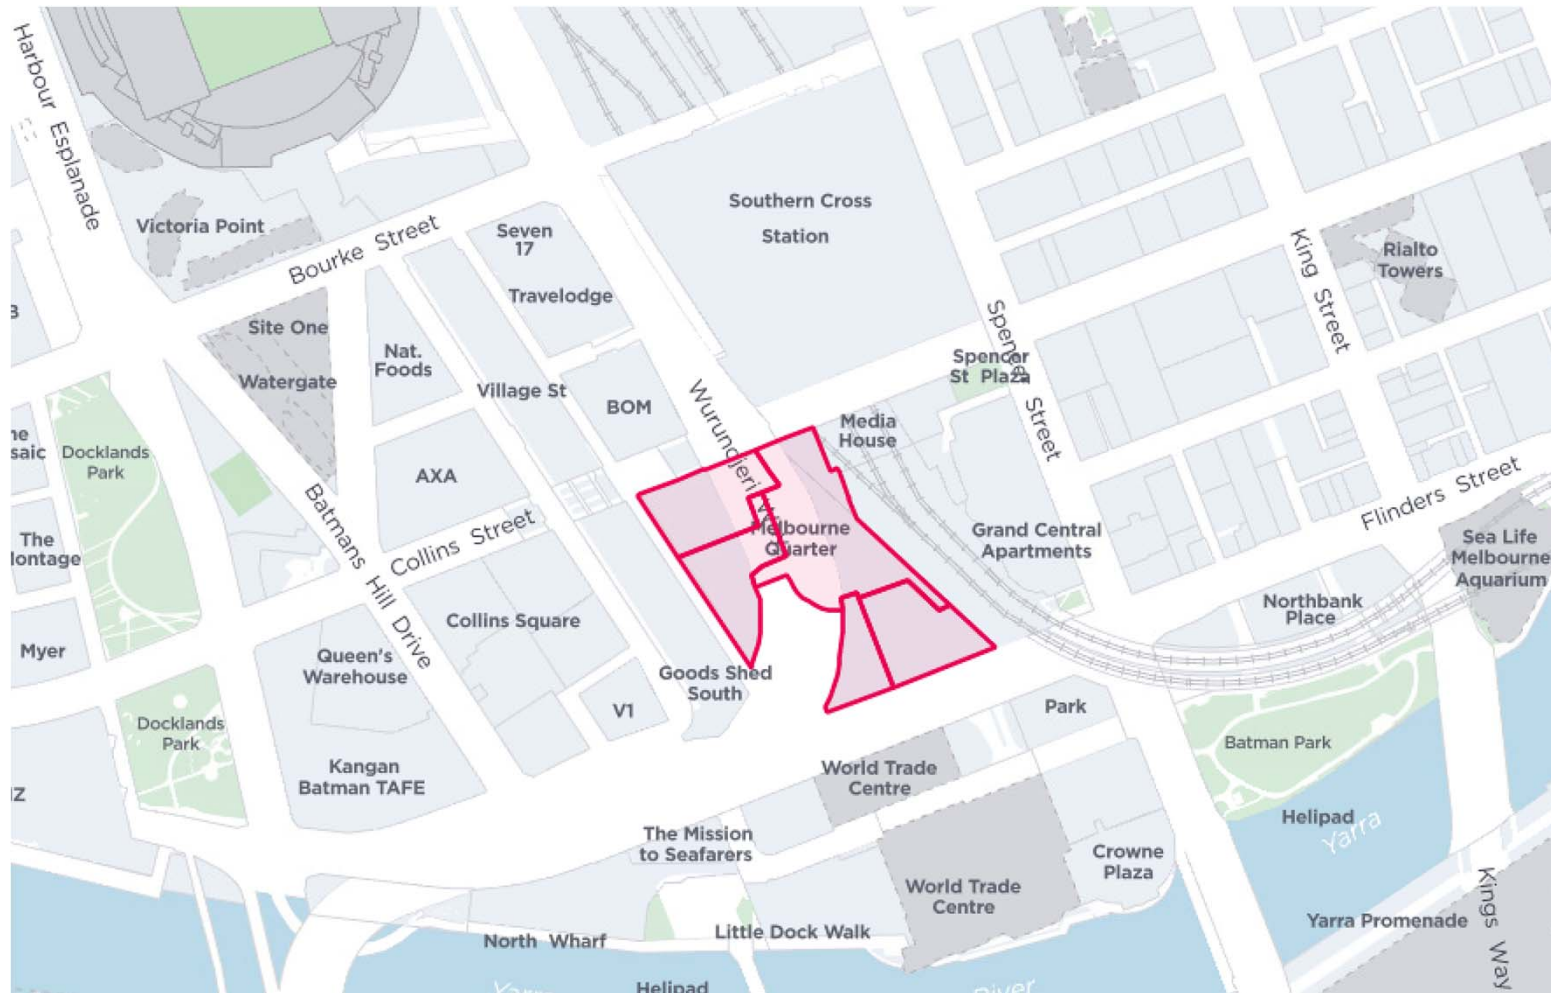 Harbour Esplanade
Victoria Point
Bourke Street
Seven
17
Travelodge
Southern Cross
Station
Spencer Street
Spencer
St Plaza
King Street
Rialto
Towers
B
Site One
Watergate
Nat.
Foods
Village St
BOM
Wurundjeri
Media
House
Docklands
Park
AXA
Batmans Hill Drive
Collins Street
Melbourne
Quarter
Grand Central
Apartments
Flinders Street
Sea Life
Melbourne
Aquarium
The
Myer
Collins Square
Queen's
Warehouse
Northbank
Place
Goods Shed
South
V1
Docklands
Park
Kangan
Batman TAFE
IZ
Park
Batman Park
World Trade
Centre
Helipad
Yarra
The Mission
to Seafarers
Crowne
Plaza
World Trade
Centre
Kings Way
Yarra Promenade
North Wharf
Little Dock Walk
Helipad
River